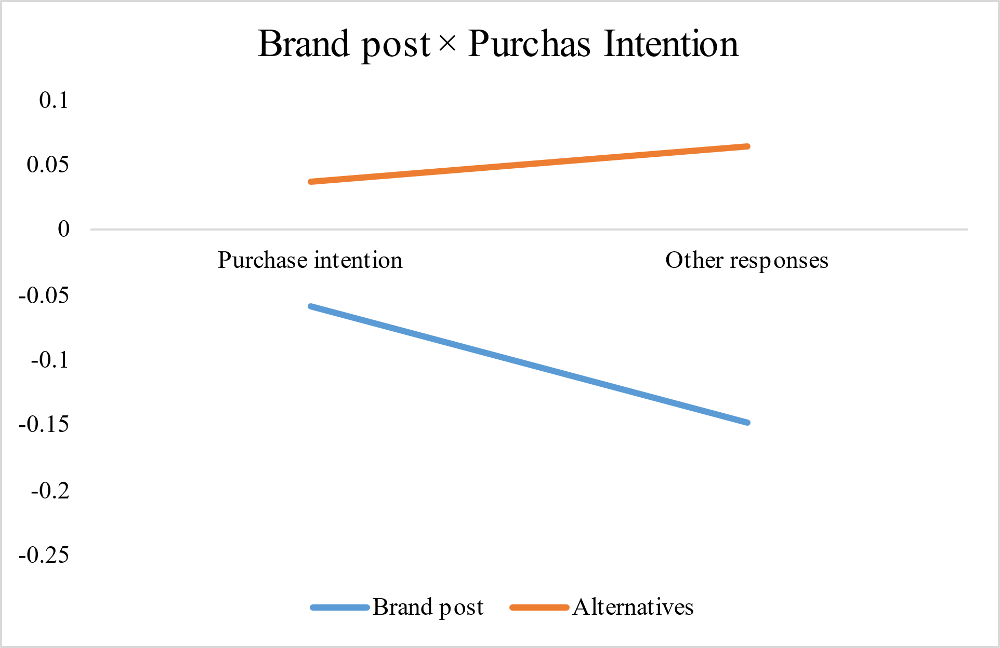 Brand post × Purchas Intention
0.1
0.05
0
Purchase intention
Other responses
-0.05
-0.1
-0.15
-0.2
-0.25
Brand post
Alternatives